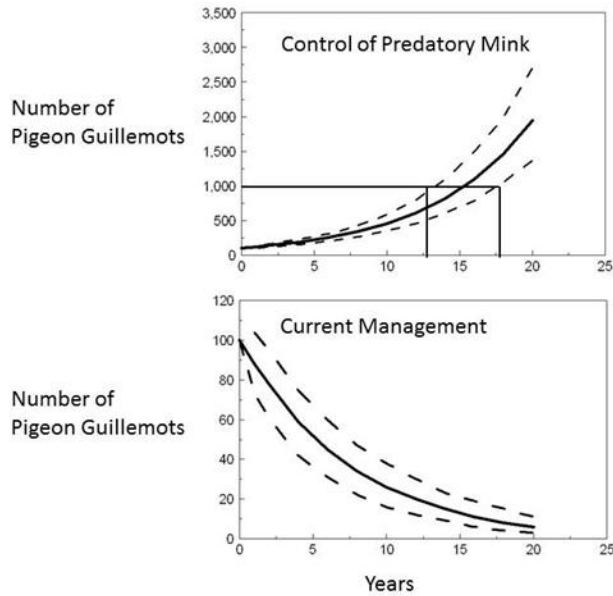 3,500
3,000
2,500
2,000
1,500
1,000
500
0
Control of Predatory Mink
Number of
Pigeon Guillemots
0 5 10 15 20 25
120
100
80
60
40
20
0
Current Management
Number of
Pigeon Guillemots
0 5 10 15 20 25
Years